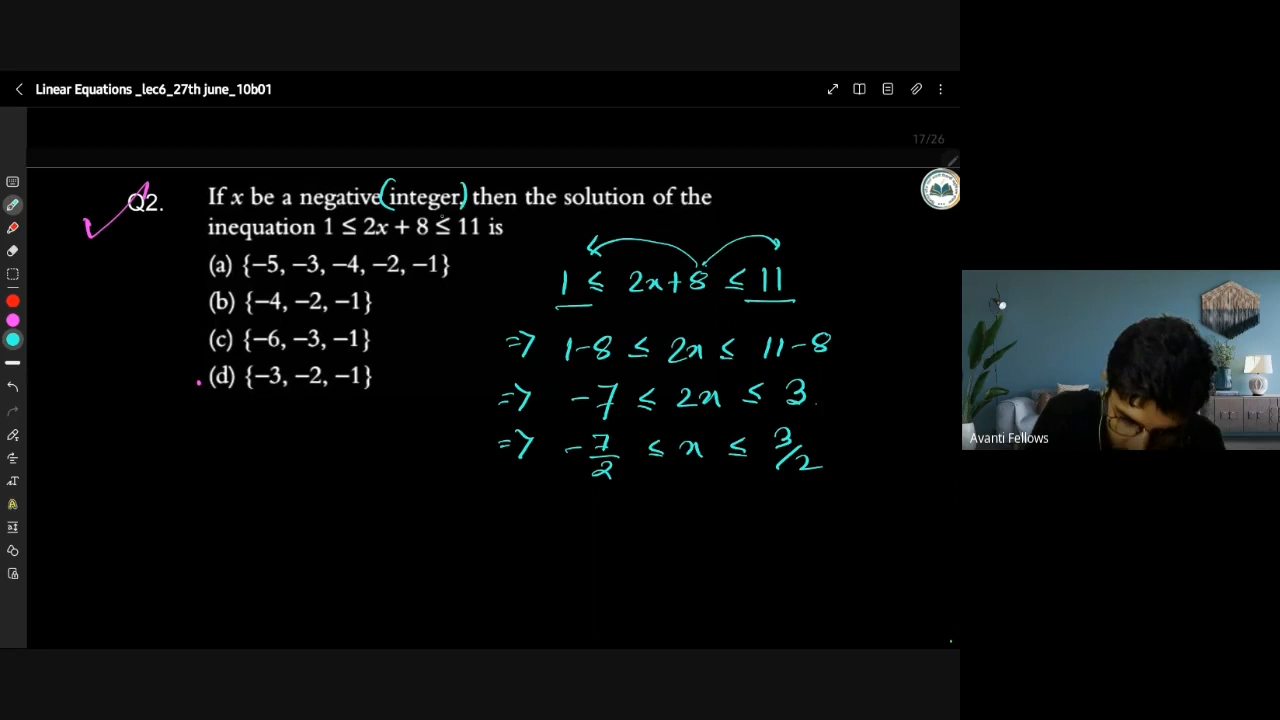 Linear Equations _lec6_27th june_10b01
17/26
Q2. If x be a negative (integer,) then the solution of the
inequation 1 ≤ 2x + 8 ≤ 11 is
(a) {−5, −3, −4, −2, −1}
(b) {−4, −2, −1}
(c) {−6, −3, −1}
(d) {−3, −2, −1}
1 ≤ 2x+8 ≤ 11
=> 1-8 ≤ 2x ≤ 11-8
=> -7 ≤ 2x ≤ 3
=> -7/2 ≤ x ≤ 3/2
Avanti Fellows